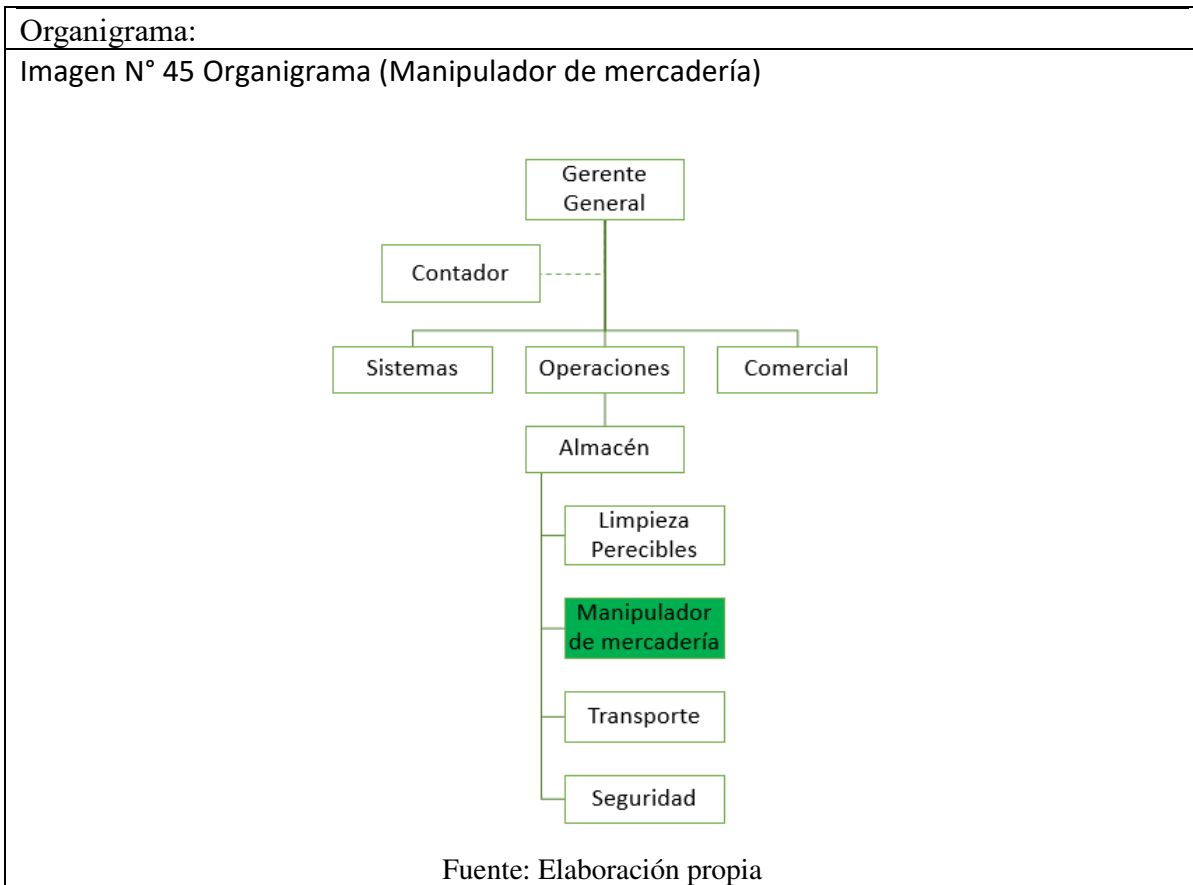 Organigrama:
Imagen N° 45 Organigrama (Manipulador de mercadería)
Gerente
General
Contador
Sistemas
Operaciones
Comercial
Almacén
Limpieza
Perecibles
Manipulador
de mercadería
Transporte
Seguridad
Fuente: Elaboración propia